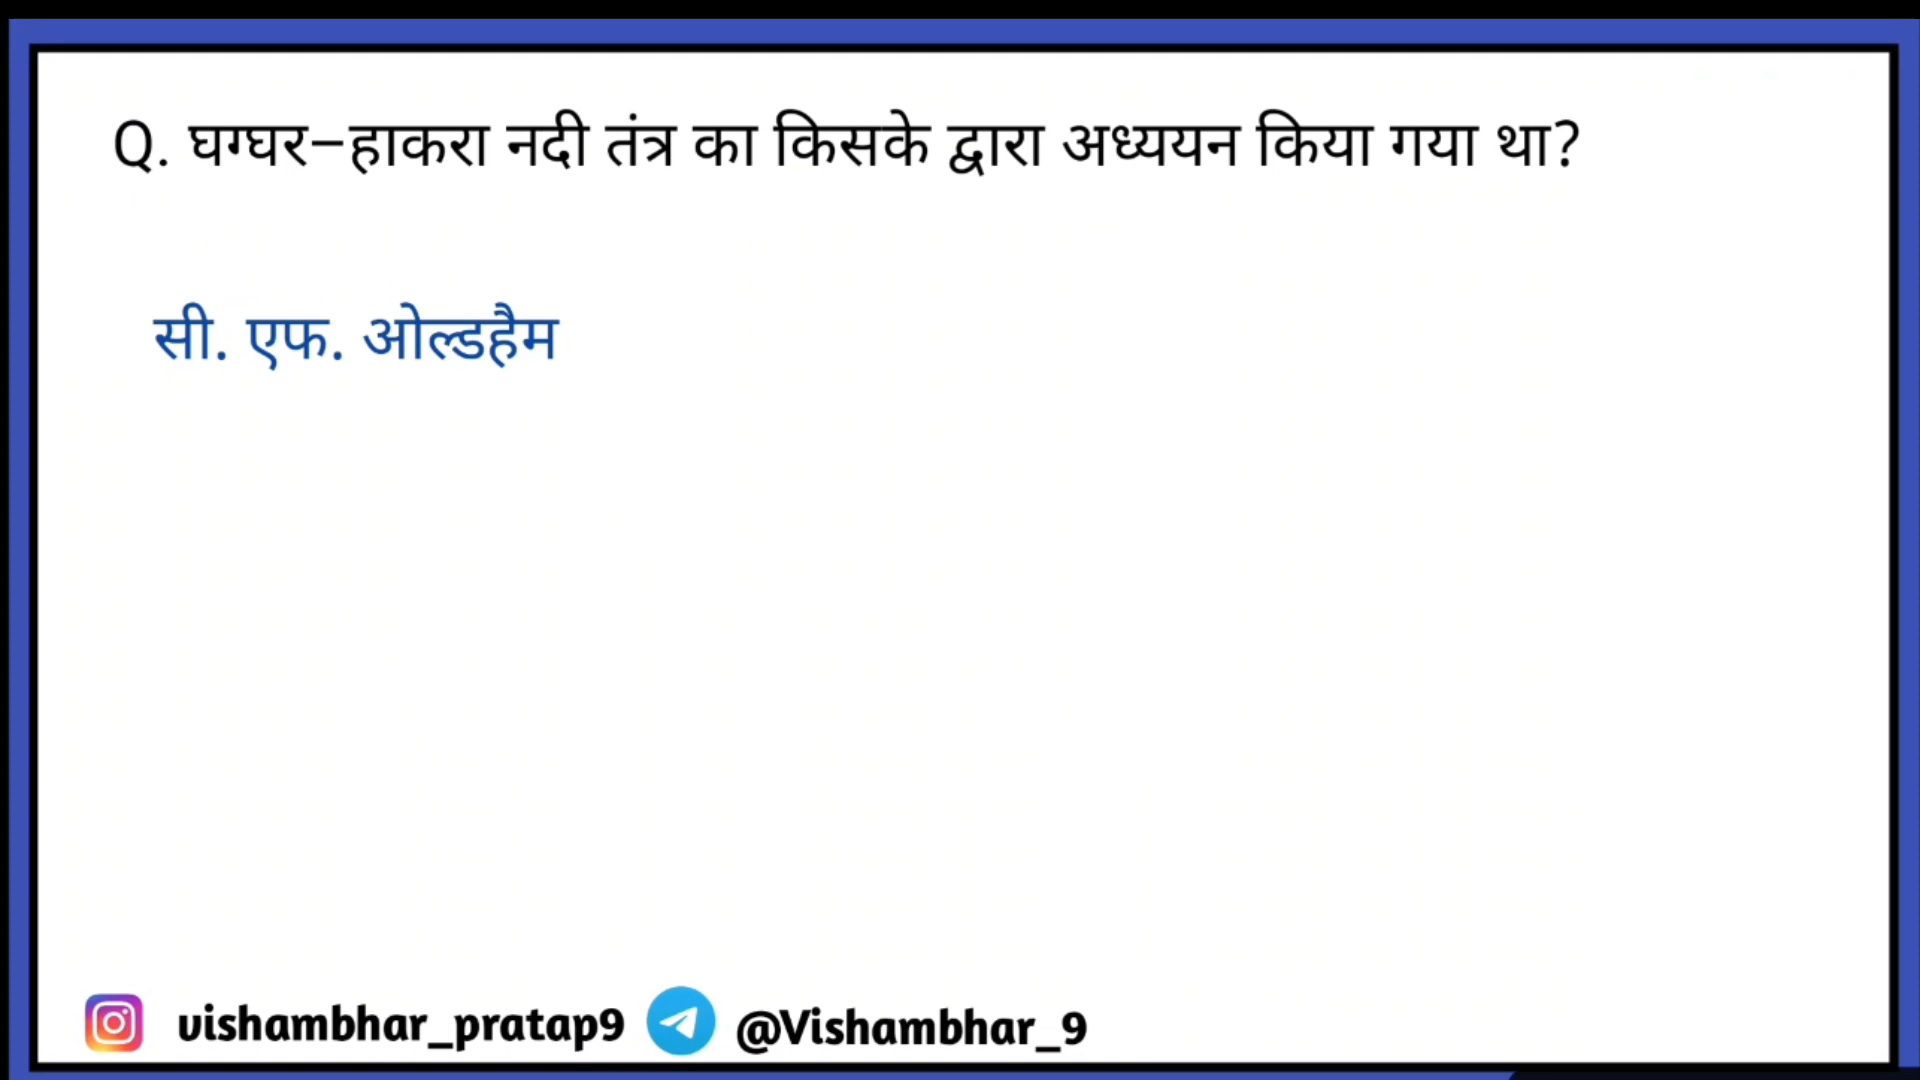 Q. घग्घर–हाकरा नदी तंत्र का किसके द्वारा अध्ययन किया गया था?
सी. एफ. ओल्डहैम
vishambhar_pratap9 @Vishambhar_9